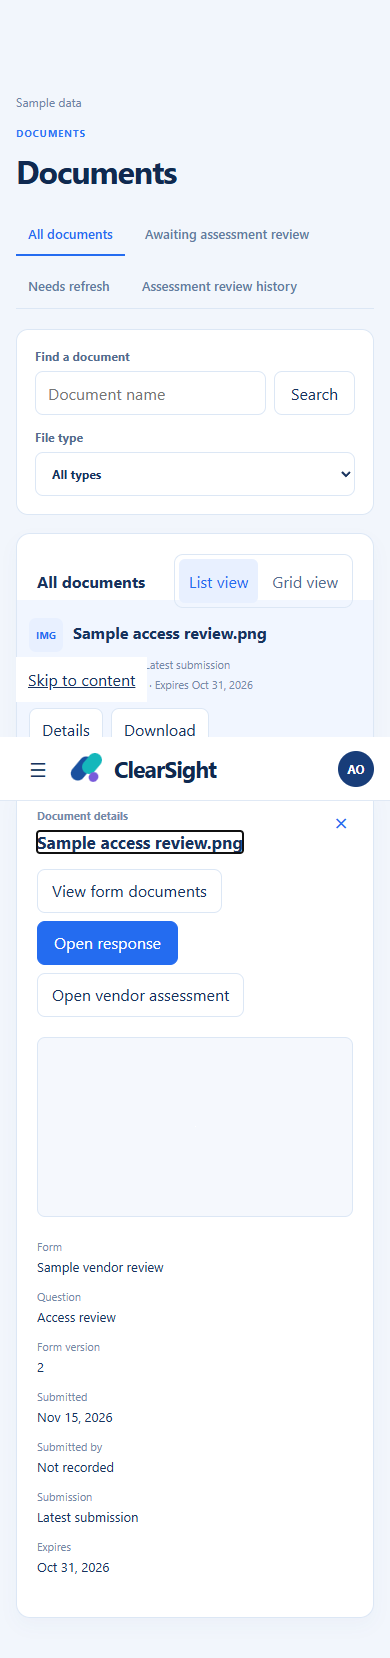 Sample data
DOCUMENTS
Documents
All documents
Awaiting assessment review
Needs refresh
Assessment review history
Find a document
Document name
Search
File type
All types
All documents
List view
Grid view
IMG
Sample access review.png
Latest submission
Skip to content
· Expires Oct 31, 2026
Details
Download
ClearSight
AO
Document details
Sample access review.png
View form documents
Open response
Open vendor assessment
Form
Sample vendor review
Question
Access review
Form version
2
Submitted
Nov 15, 2026
Submitted by
Not recorded
Submission
Latest submission
Expires
Oct 31, 2026